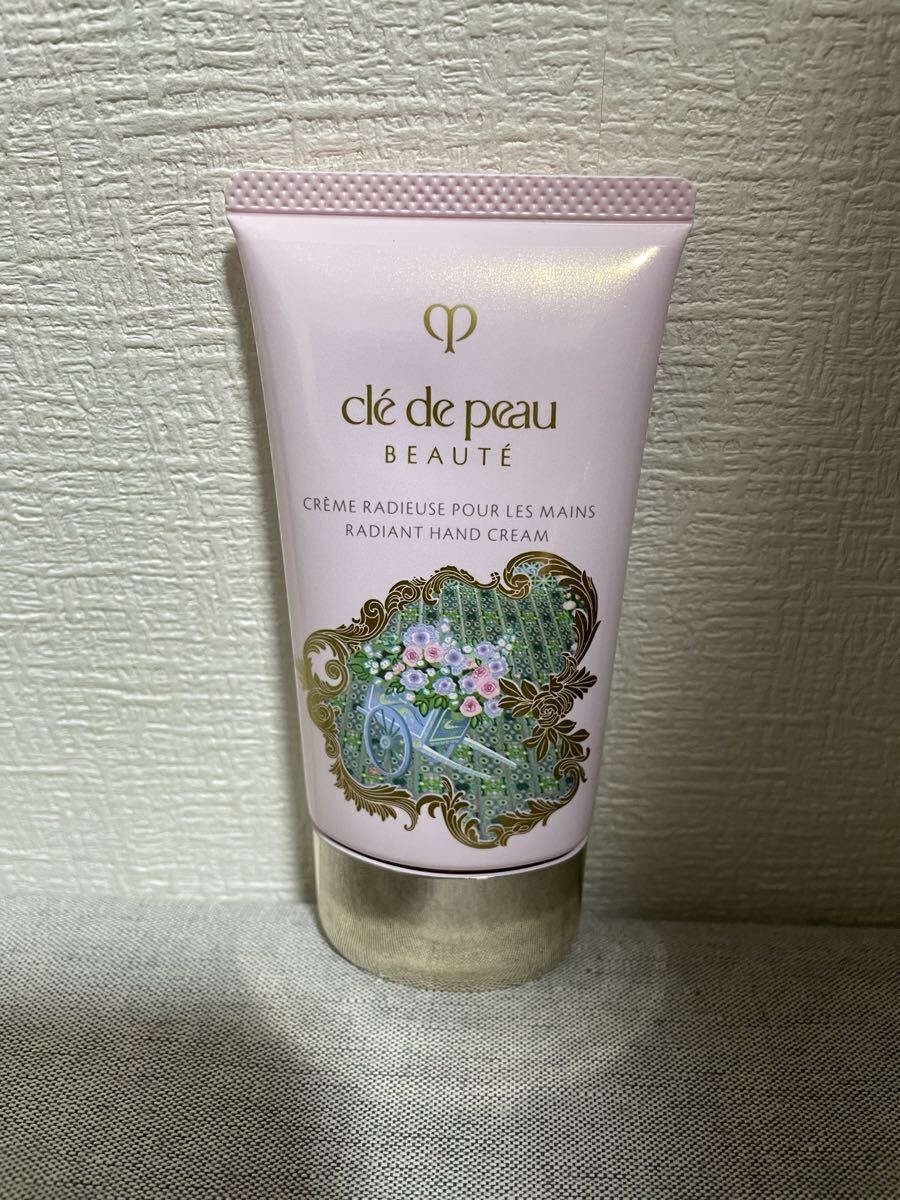 clé de peau
BEAUTÉ
CRÈME RADIEUSE POUR LES MAINS
RADIANT HAND CREAM